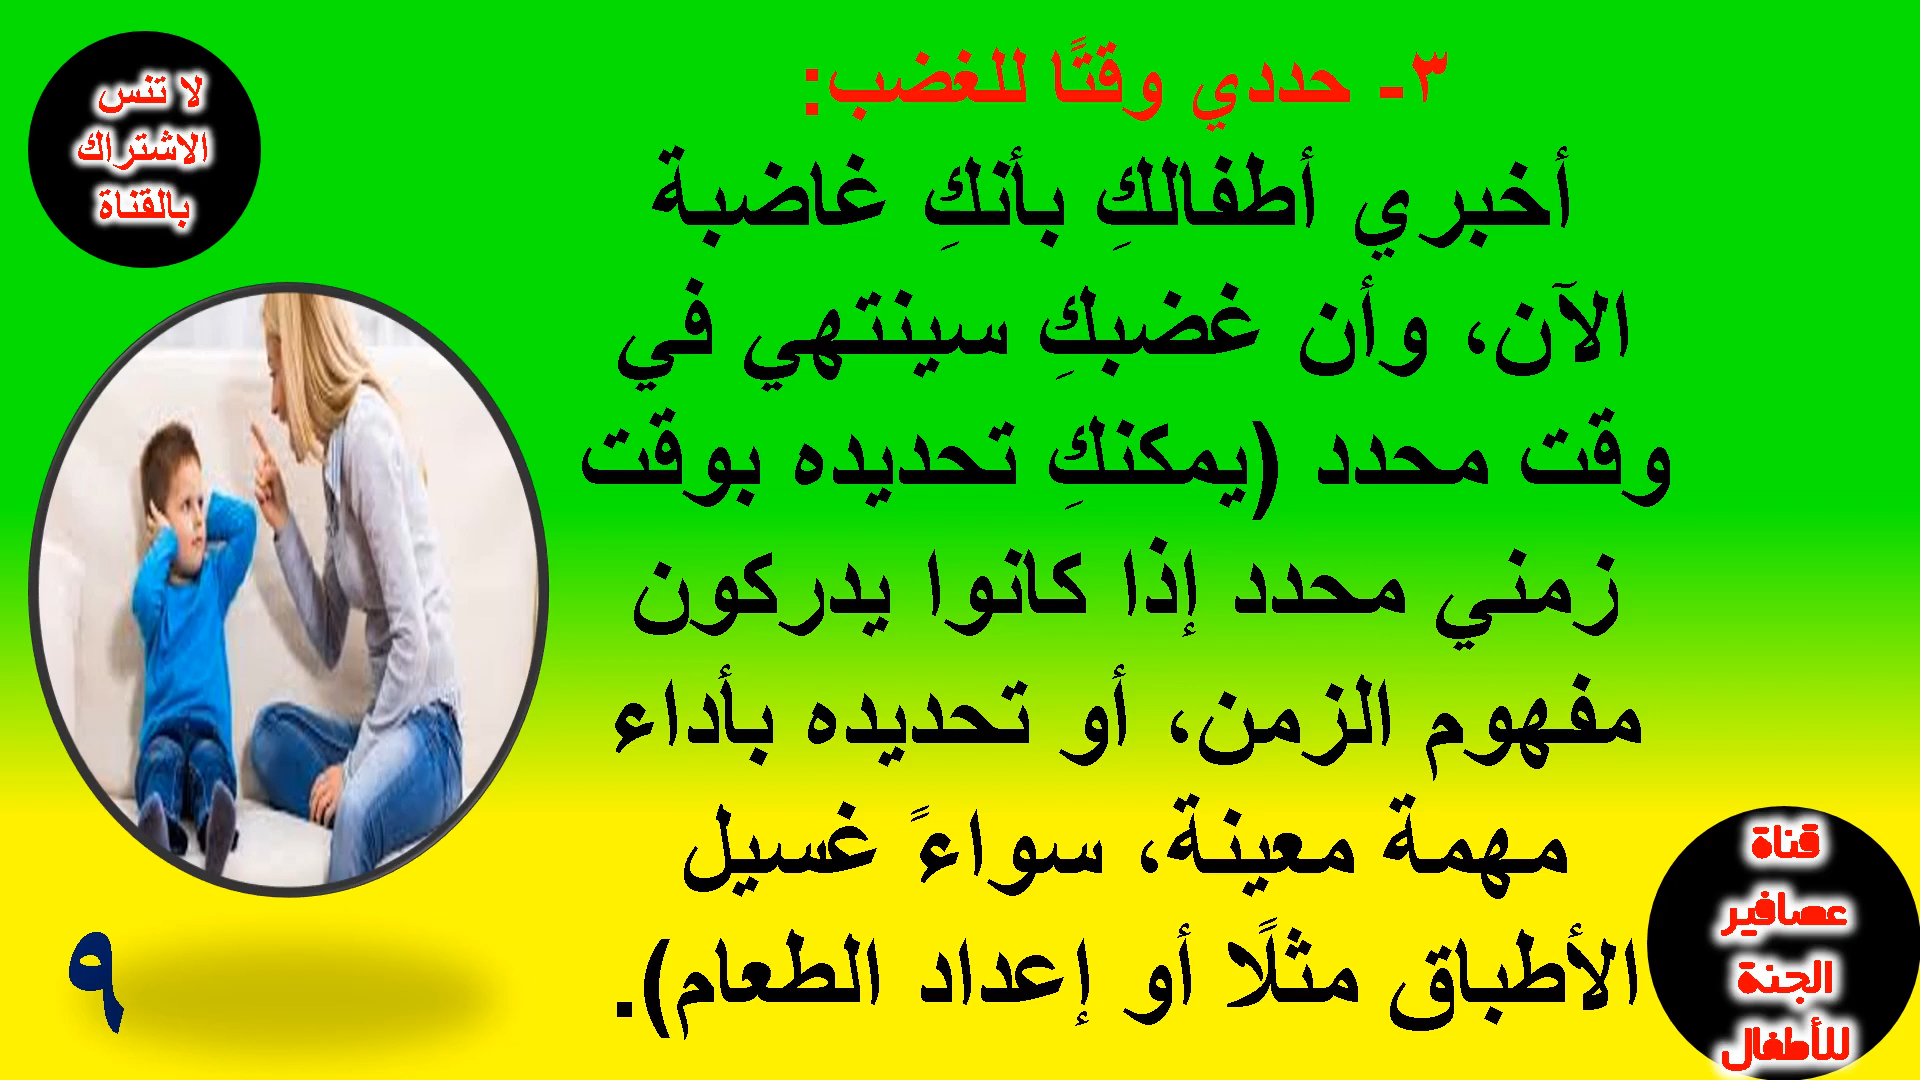 لا تنس
الاشتراك
بالقناة
٣- حددي وقتًا للغضب:
أخبري أطفالكِ بأنكِ غاضبة
الآن، وأن غضبكِ سينتهي في
وقت محدد (يمكنكِ تحديده بوقت
زمني محدد إذا كانوا يدركون
مفهوم الزمن، أو تحديده بأداء
مهمة معينة، سواءً غسيل
الأطباق مثلًا أو إعداد الطعام).
٩
قناة
عصافير
الجنة
للأطفال